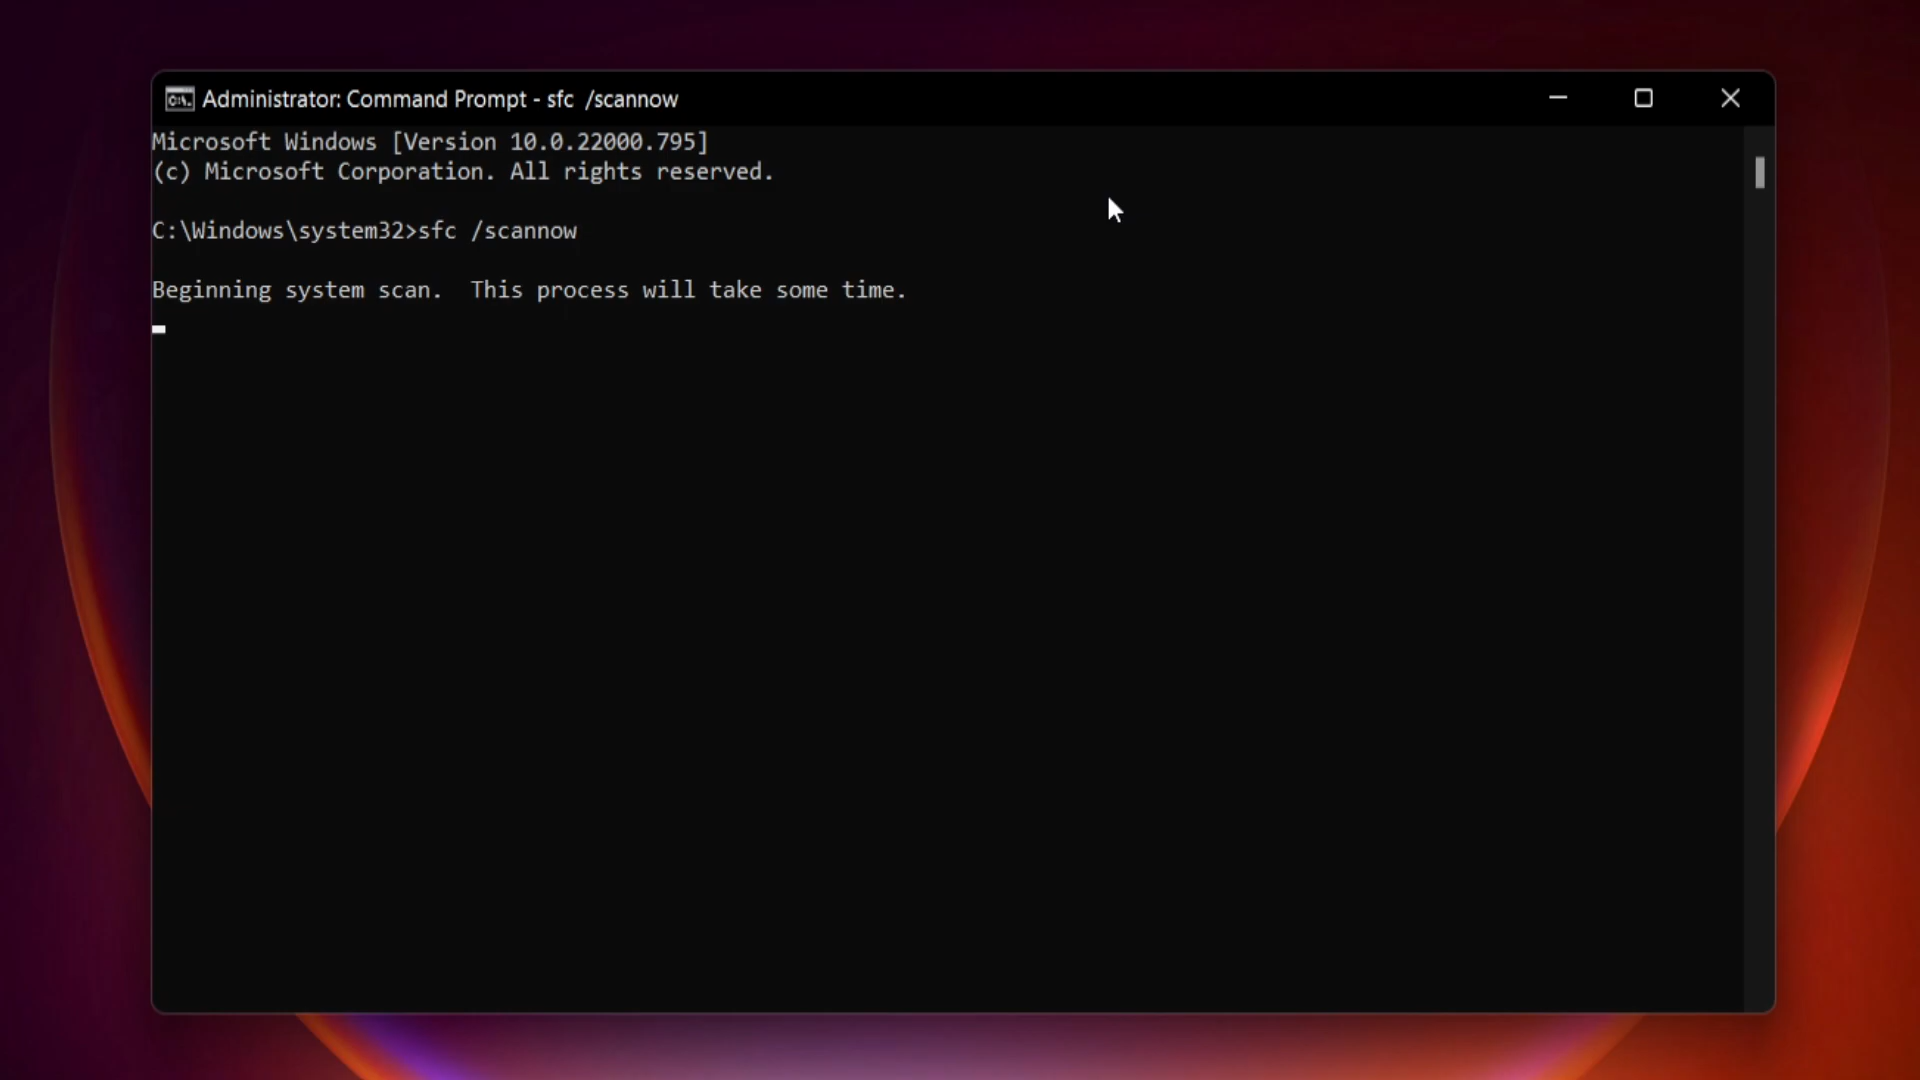 Administrator: Command Prompt - sfc  /scannow
Microsoft Windows [Version 10.0.22000.795]
(c) Microsoft Corporation. All rights reserved.
C:\Windows\system32>sfc /scannow
Beginning system scan.  This process will take some time.